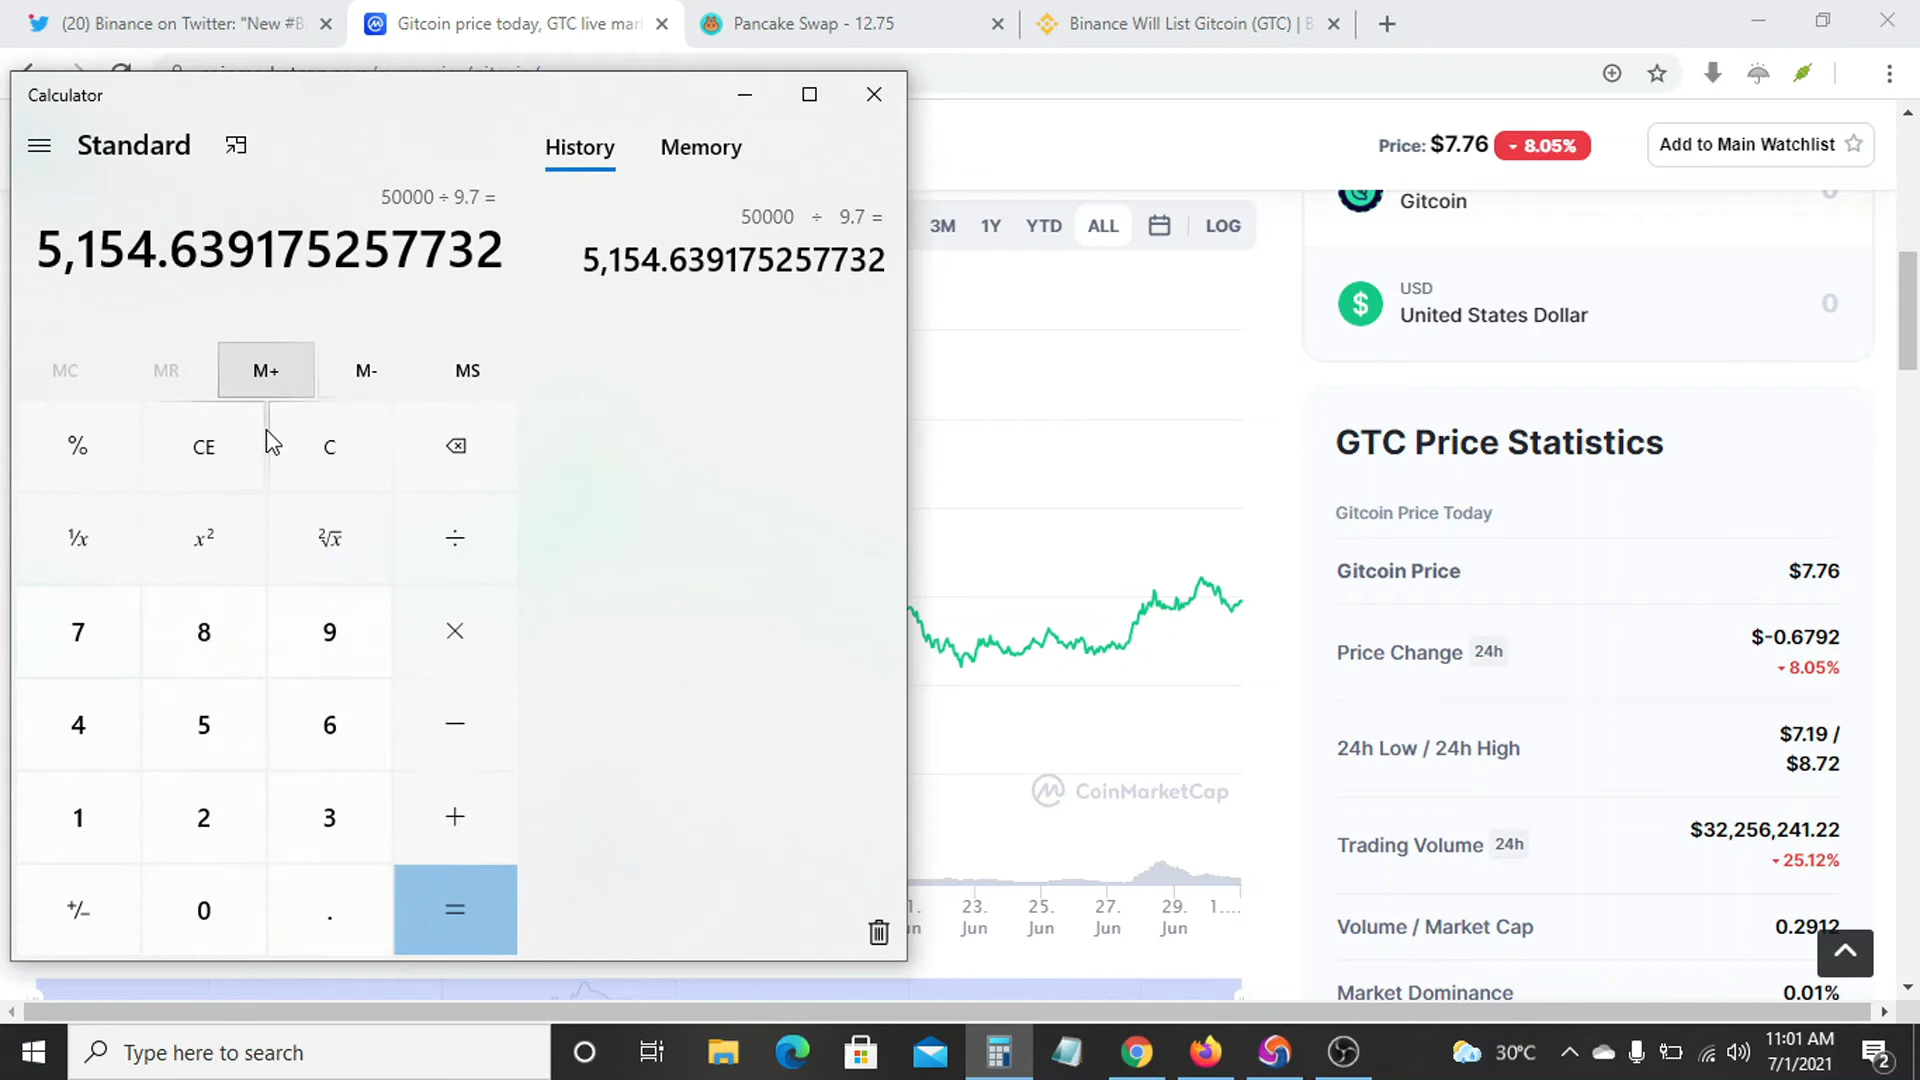 (20) Binance on Twitter: "New #B
Gitcoin price today, GTC live mar
Pancake Swap - 12.75
Binance Will List Gitcoin (GTC) | B
Calculator
Standard
History
Memory
50000 ÷ 9.7 =
5,154.639175257732
50000 ÷ 9.7 =
5,154.639175257732
MC
MR
M+
M-
MS
%
CE
C
¹/x
x²
²√x
÷
7
8
9
×
4
5
6
−
1
2
3
+
+/−
0
.
=
Price: $7.76
8.05%
Add to Main Watchlist
3M
1Y
YTD
ALL
LOG
Gitcoin
0
USD
United States Dollar
0
GTC Price Statistics
Gitcoin Price Today
Gitcoin Price
$7.76
Price Change 24h
$-0.6792
8.05%
24h Low / 24h High
$7.19 /
$8.72
Trading Volume 24h
$32,256,241.22
25.12%
Volume / Market Cap
0.2912
Market Dominance
0.01%
CoinMarketCap
23.
Jun
25.
Jun
27.
Jun
29.
Jun
1....
Type here to search
30°C
11:01 AM
7/1/2021
2